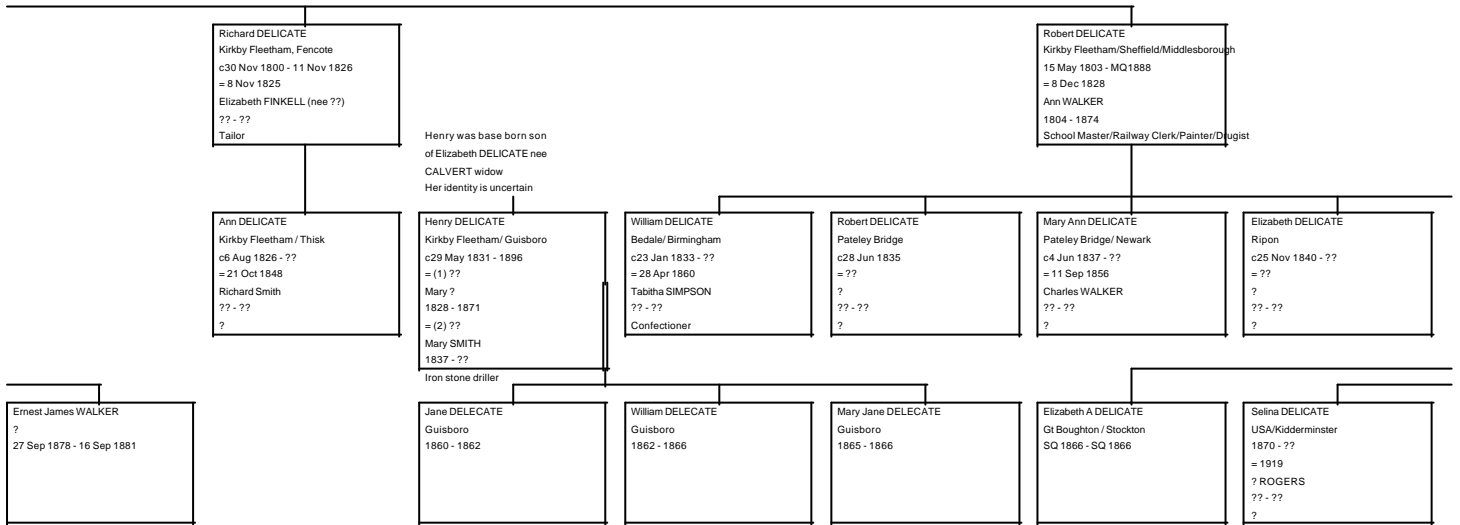 Richard DELICATE
Kirkby Fleetham, Fencote
c30 Nov 1800 - 11 Nov 1826
= 8 Nov 1825
Elizabeth FINKELL (nee ??)
?? - ??
Tailor
Robert DELICATE
Kirkby Fleetham/Sheffield/Middlesborough
15 May 1803 - MQ1888
= 8 Dec 1828
Ann WALKER
1804 - 1874
School Master/Railway Clerk/Painter/Drugist
Henry was base born son
of Elizabeth DELICATE nee
CALVERT widow
Her identity is uncertain
Ann DELICATE
Kirkby Fleetham / Thisk
c6 Aug 1826 - ??
= 21 Oct 1848
Richard Smith
?? - ??
?
Henry DELICATE
Kirkby Fleetham/ Guisboro
c29 May 1831 - 1896
= (1) ??
Mary ?
1828 - 1871
= (2) ??
Mary SMITH
1837 - ??
Iron stone driller
William DELICATE
Bedale/ Birmingham
c23 Jan 1833 - ??
= 28 Apr 1860
Tabitha SIMPSON
?? - ??
Confectioner
Robert DELICATE
Pateley Bridge
c28 Jun 1835
= ??
?
?? - ??
?
Mary Ann DELICATE
Pateley Bridge/ Newark
c4 Jun 1837 - ??
= 11 Sep 1856
Charles WALKER
?? - ??
?
Elizabeth DELICATE
Ripon
c25 Nov 1840 - ??
= ??
?
?? - ??
?
Ernest James WALKER
?
27 Sep 1878 - 16 Sep 1881
Jane DELECATE
Guisboro
1860 - 1862
William DELECATE
Guisboro
1862 - 1866
Mary Jane DELECATE
Guisboro
1865 - 1866
Elizabeth A DELICATE
Gt Boughton / Stockton
SQ 1866 - SQ 1866
Selina DELICATE
USA/Kidderminster
1870 - ??
= 1919
? ROGERS
?? - ??
?